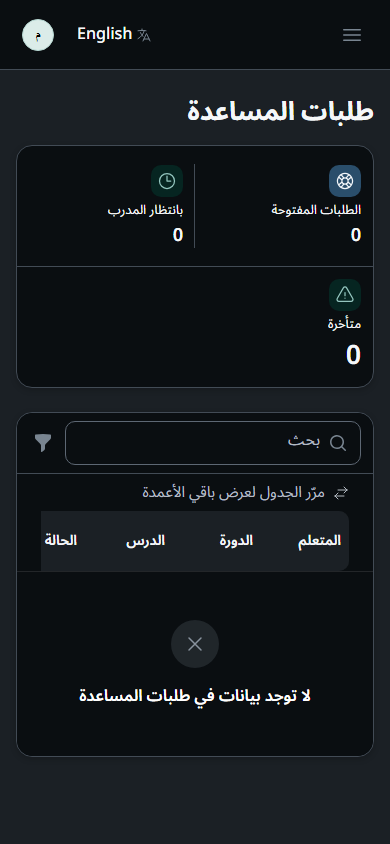 م
English
طلبات المساعدة
الطلبات المفتوحة
0
بانتظار المدرب
0
متأخرة
0
بحث
مرّر الجدول لعرض باقي الأعمدة
المتعلم الدورة الدرس الحالة
لا توجد بيانات في طلبات المساعدة